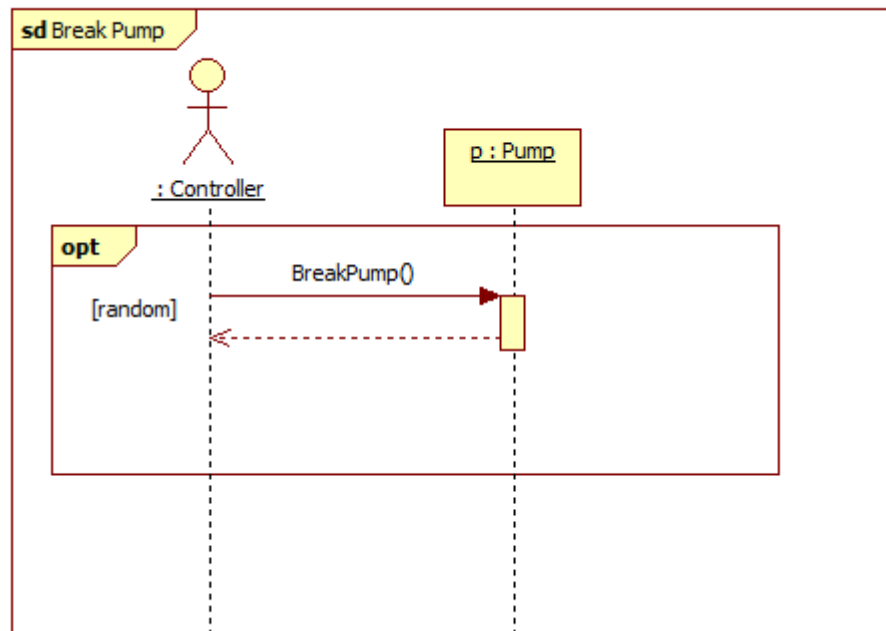 sd Break Pump
: Controller
p : Pump
opt
BreakPump()
[random]